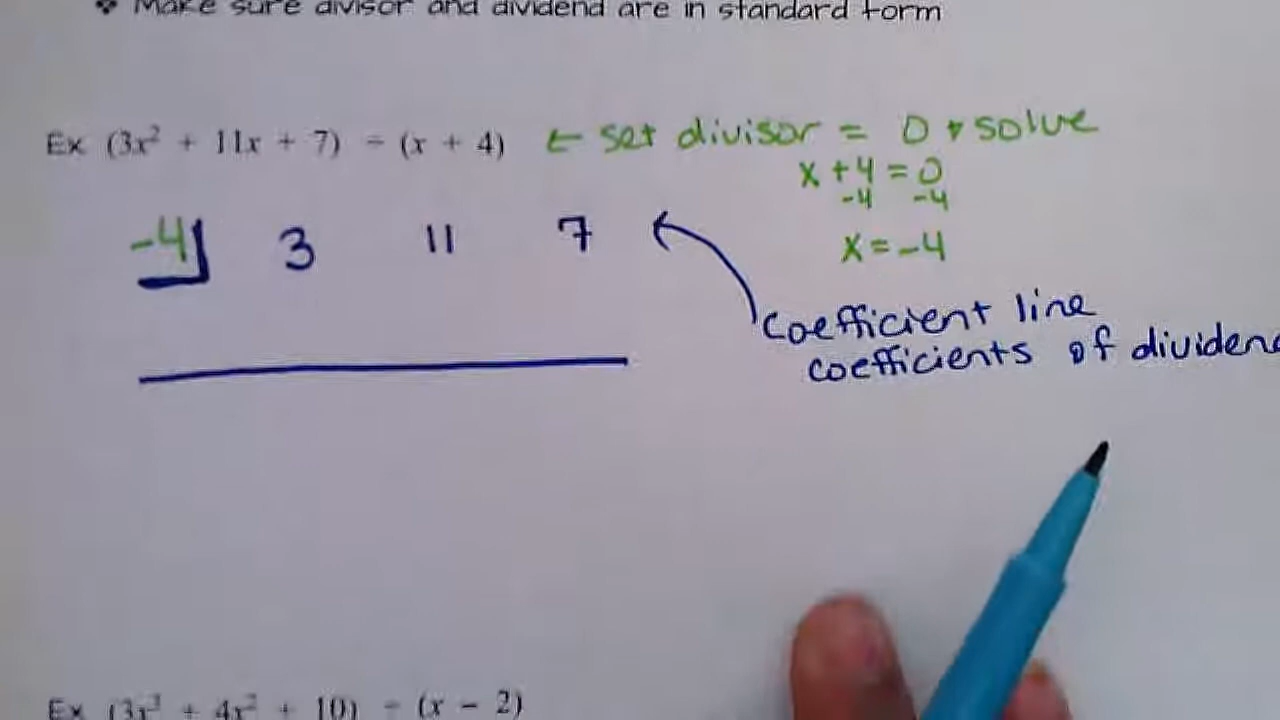 ❖ Make sure divisor and dividend are in standard form
Ex (3x² + 11x + 7) ÷ (x + 4) ← set divisor = 0 & solve
x + 4 = 0
-4 -4
x = -4
-4 3 11 7
Coefficient line
coefficients of dividend
Ex (3x³ + 4x² + 10) ÷ (x - 2)